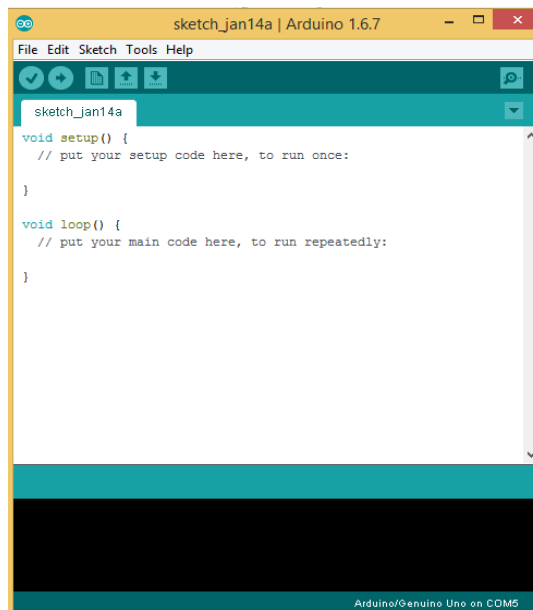 sketch_jan14a | Arduino 1.6.7
File Edit Sketch Tools Help
sketch_jan14a
void setup() {
  // put your setup code here, to run once:
}
void loop() {
  // put your main code here, to run repeatedly:
}
Arduino/Genuino Uno on COM5